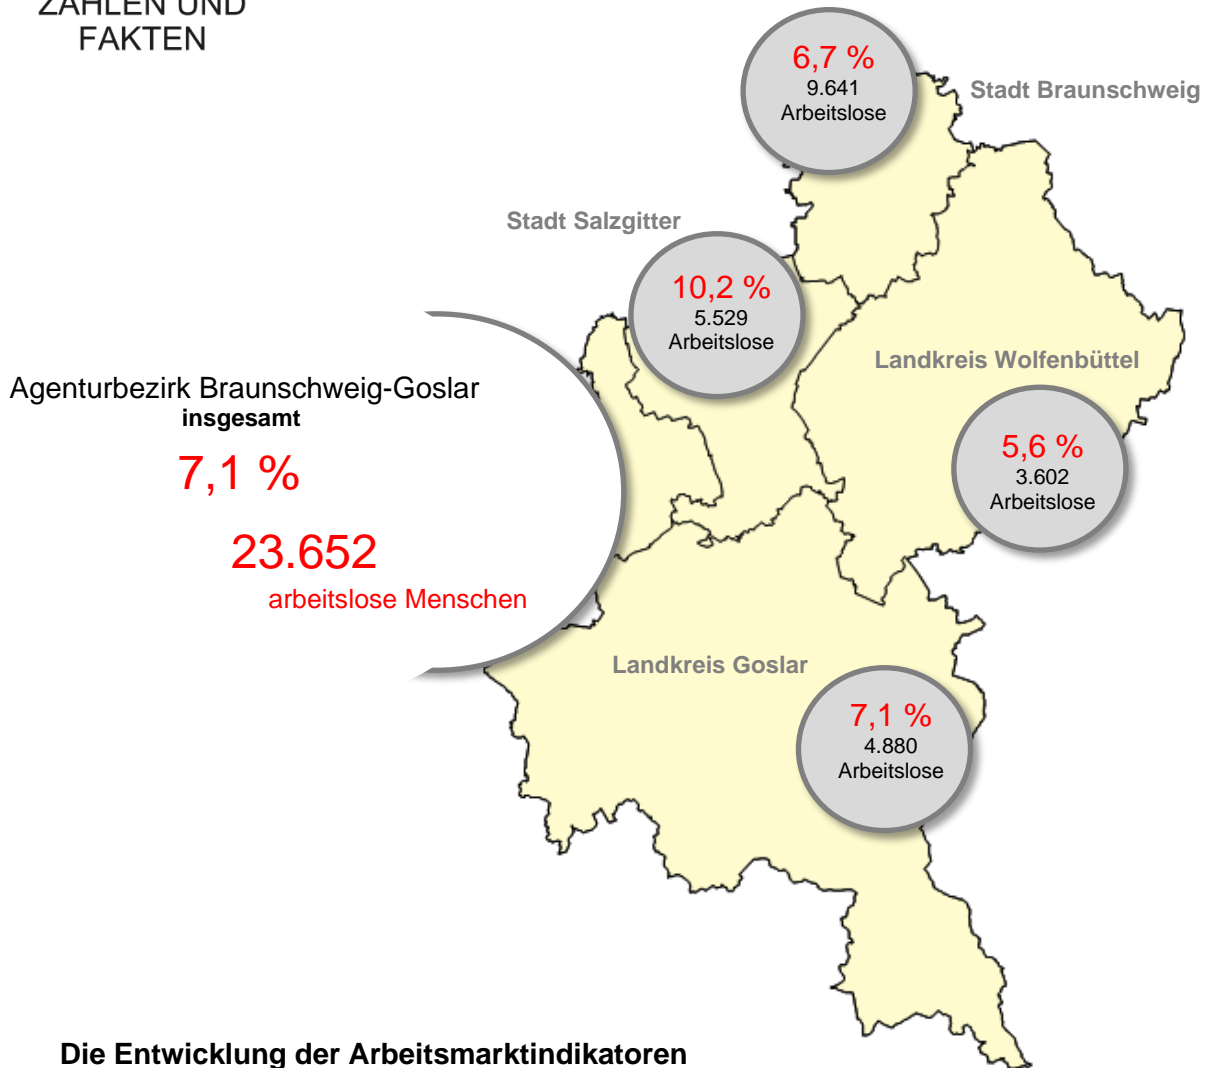 ZAHLEN UND
FAKTEN
6,7 %
9.641
Arbeitslose
Stadt Braunschweig
Stadt Salzgitter
10,2 %
5.529
Arbeitslose
Landkreis Wolfenbüttel
5,6 %
3.602
Arbeitslose
Agenturbezirk Braunschweig-Goslar
insgesamt
7,1 %
23.652
arbeitslose Menschen
Landkreis Goslar
7,1 %
4.880
Arbeitslose
Die Entwicklung der Arbeitsmarktindikatoren